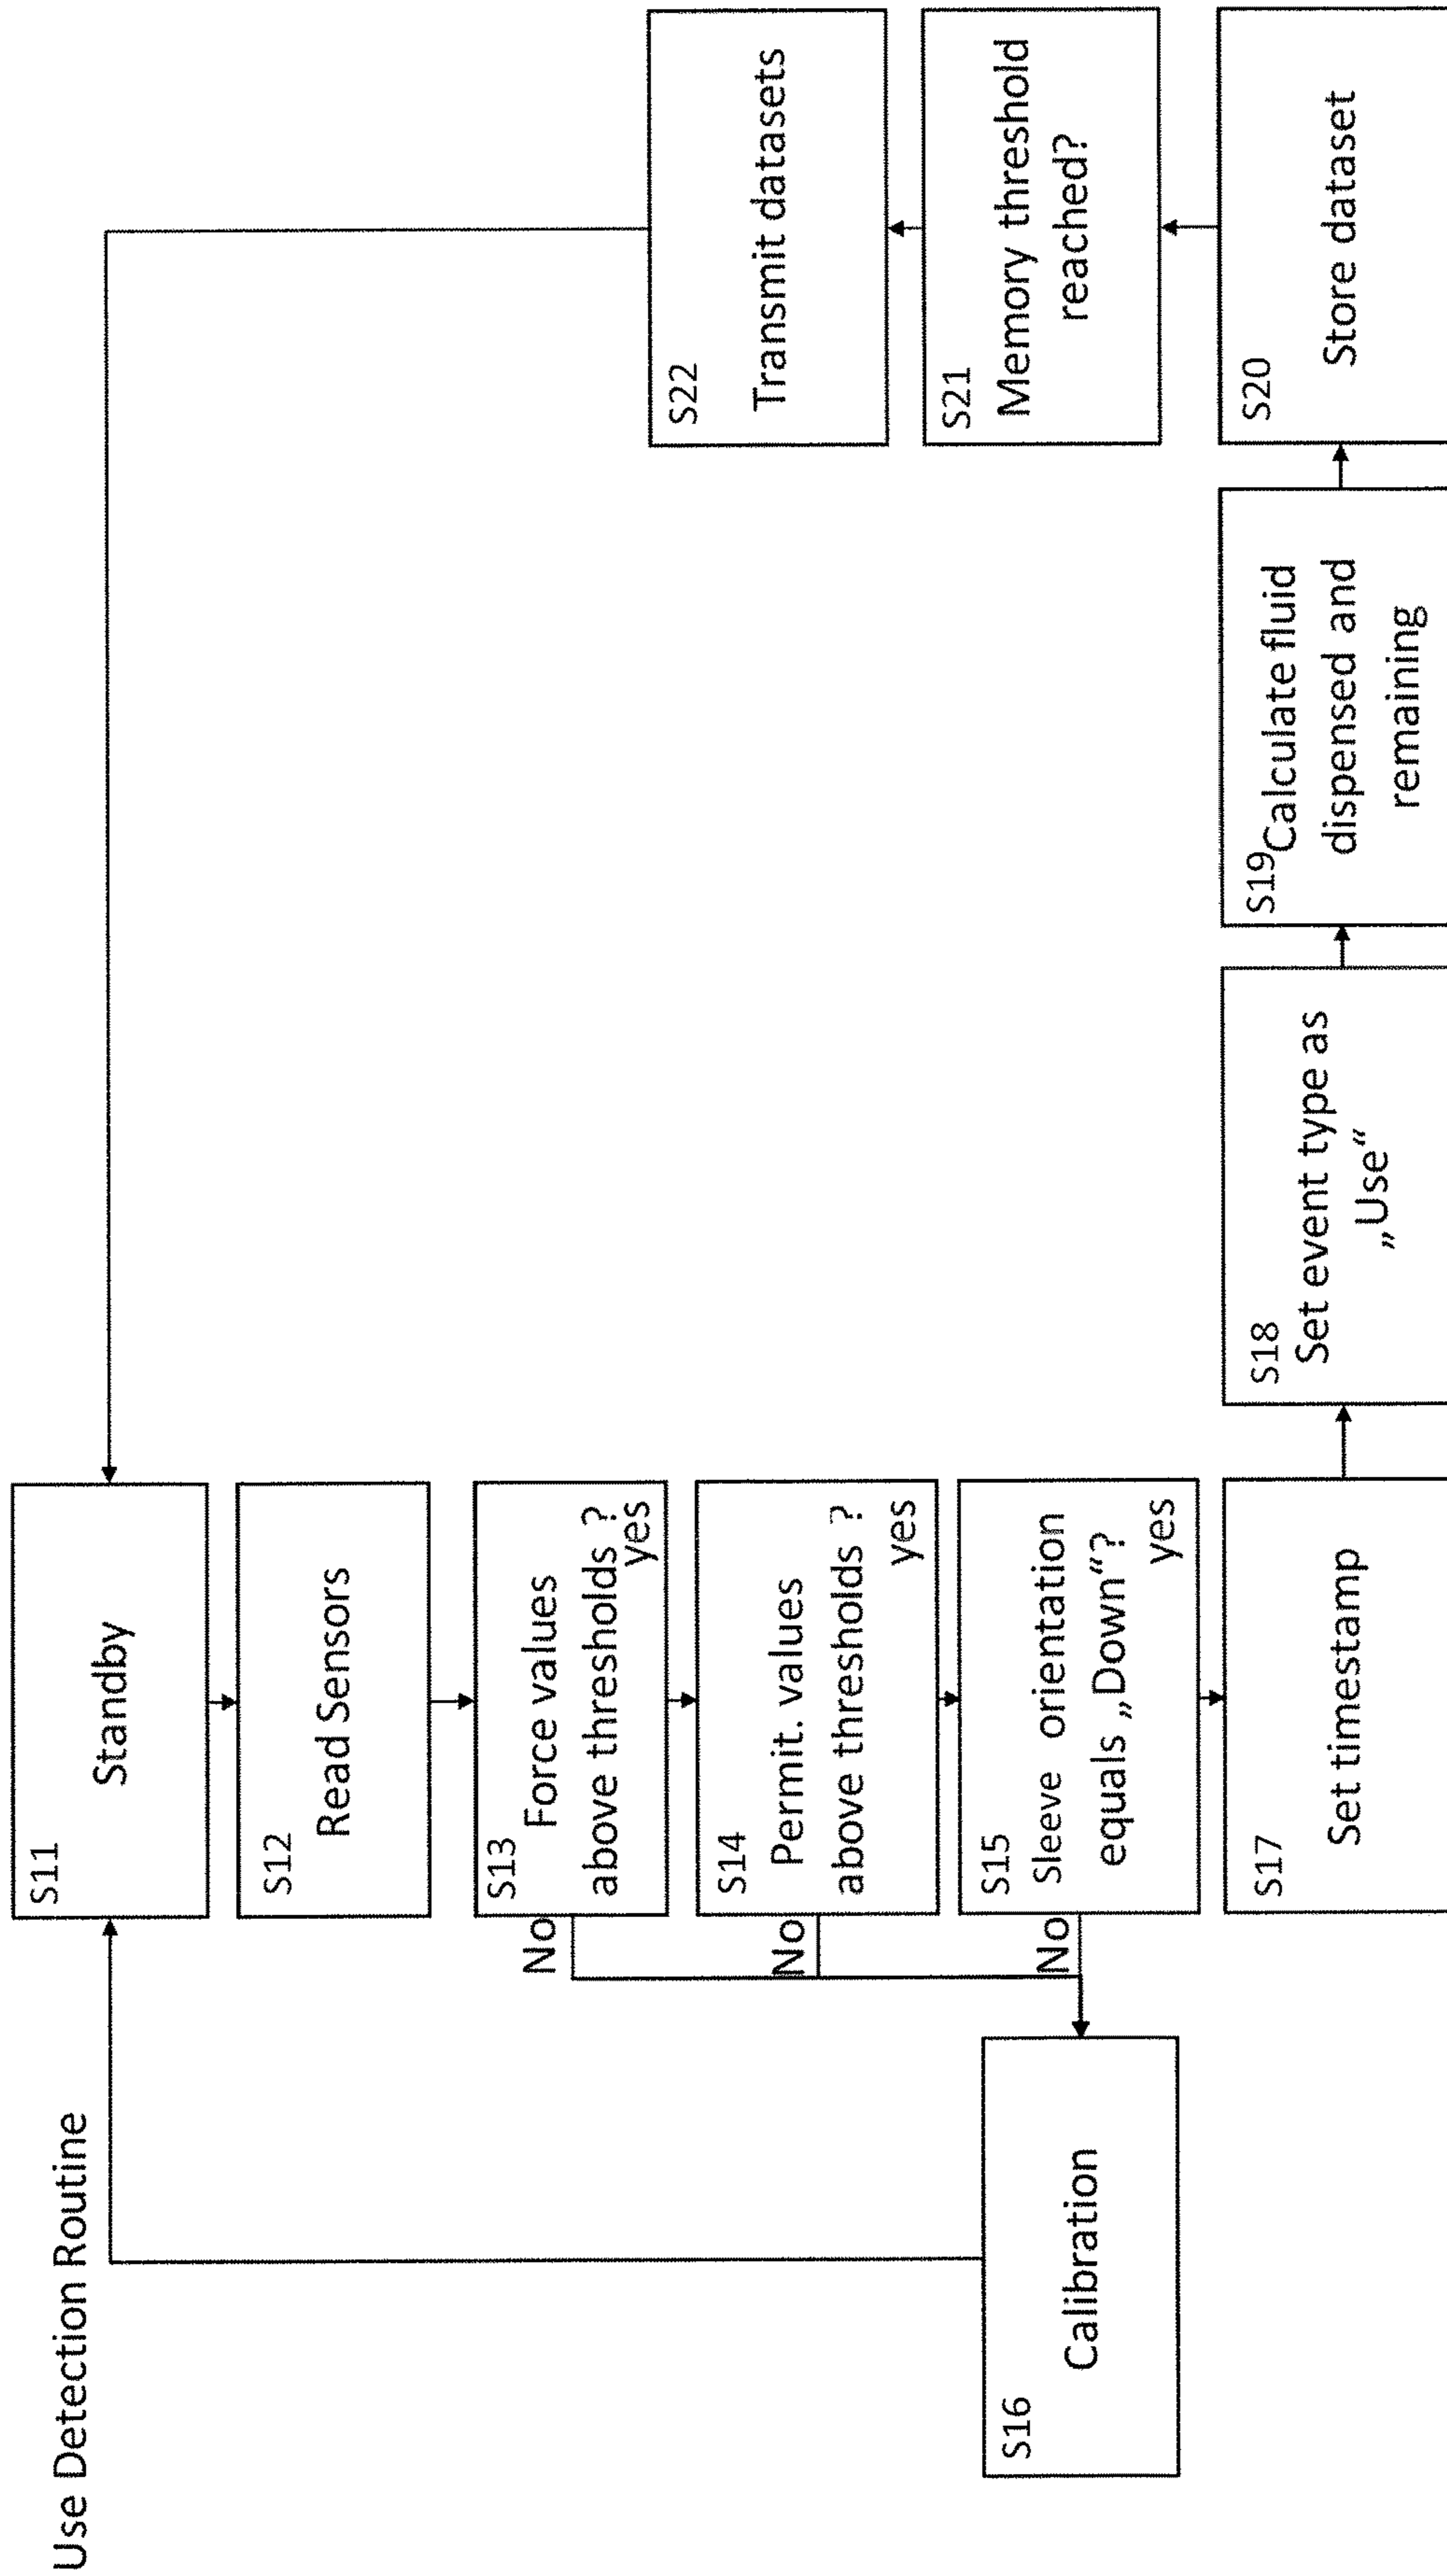 Use Detection Routine
S11
Standby
S12
Read Sensors
S13
Force values
above thresholds ?
yes
No
S14
Permit. values
above thresholds ?
yes
No
S15
Sleeve orientation
equals „Down“?
yes
No
S16
Calibration
S17
Set timestamp
S18
Set event type as
„Use“
S19
Calculate fluid
dispensed and
remaining
S20
Store dataset
S21
Memory threshold
reached?
S22
Transmit datasets